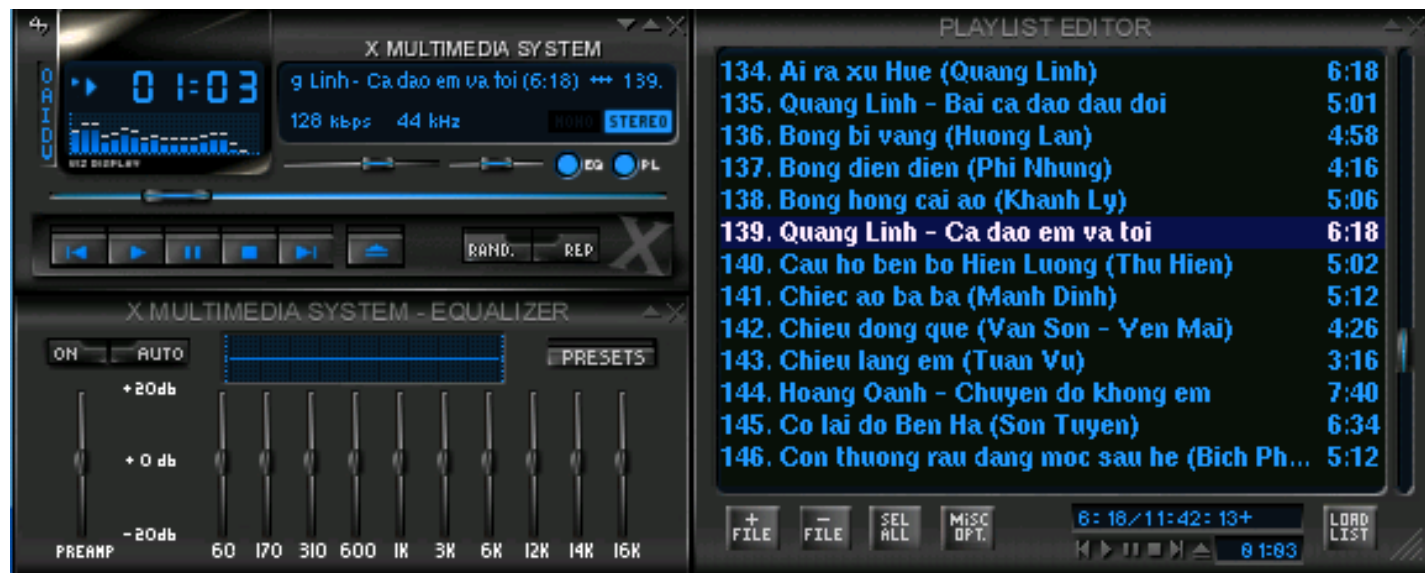 X MULTIMEDIA SYSTEM
OAIDV
01:03
g Linh - Ca dao em va toi (6:18) *** 139.
128 kbps 44 kHz
MONO STEREO
VIZ DISPLAY
EQ PL
RAND. REP
X
X MULTIMEDIA SYSTEM - EQUALIZER
ON AUTO
PRESETS
+20db
+0 db
-20db
PREAMP 60 170 310 600 1K 3K 6K 12K 14K 16K
PLAYLIST EDITOR
134. Ai ra xu Hue (Quang Linh) 6:18
135. Quang Linh - Bai ca dao dau doi 5:01
136. Bong bi vang (Huong Lan) 4:58
137. Bong dien dien (Phi Nhung) 4:16
138. Bong hong cai ao (Khanh Ly) 5:06
139. Quang Linh - Ca dao em va toi 6:18
140. Cau ho ben bo Hien Luong (Thu Hien) 5:02
141. Chiec ao ba ba (Manh Dinh) 5:12
142. Chieu dong que (Van Son - Yen Mai) 4:26
143. Chieu lang em (Tuan Vu) 3:16
144. Hoang Oanh - Chuyen do khong em 7:40
145. Co lai do Ben Ha (Son Tuyen) 6:34
146. Con thuong rau dang moc sau he (Bich Ph... 5:12
+ FILE
- FILE
SEL ALL
MISC OPT.
6:18/11:42:13+
01:03
LOAD LIST